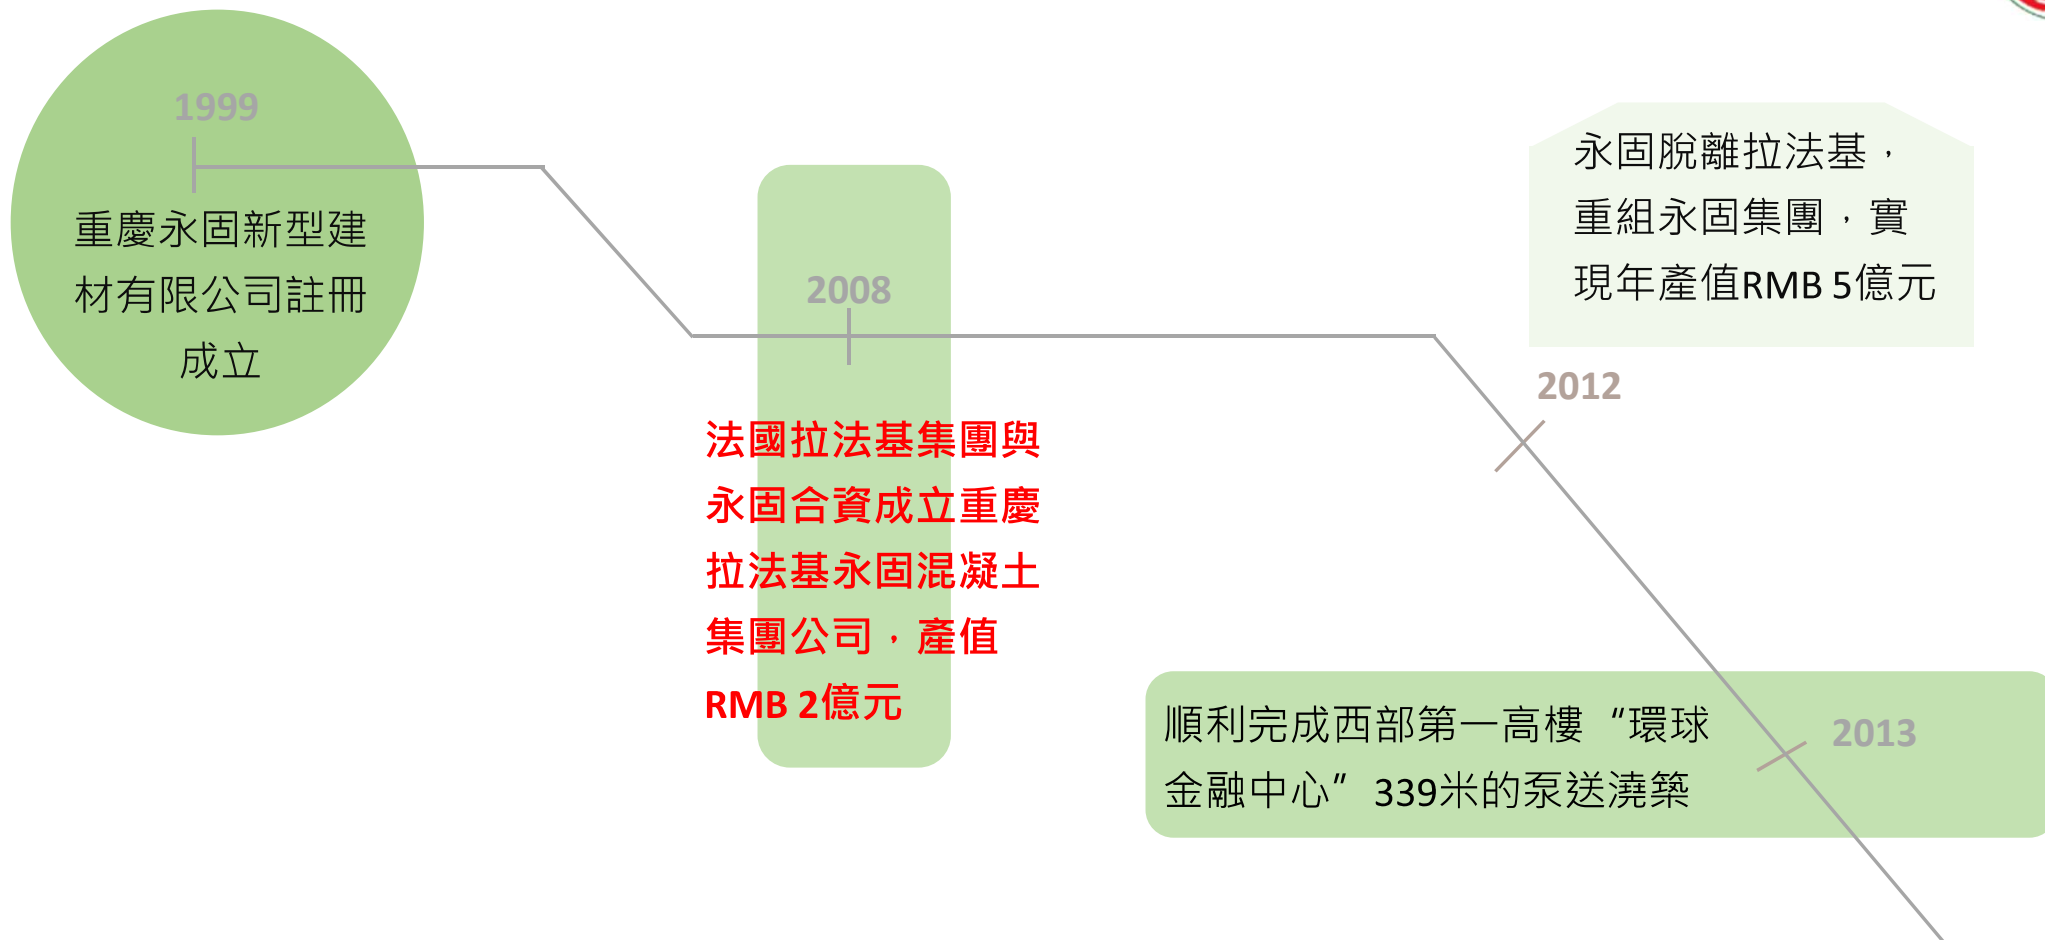 1999
重慶永固新型建
材有限公司註冊
成立
2008
法國拉法基集團與
永固合資成立重慶
拉法基永固混凝土
集團公司，產值
RMB 2億元
永固脫離拉法基，
重組永固集團，實
現年產值RMB 5億元
2012
順利完成西部第一高樓“環球
金融中心”339米的泵送澆築
2013